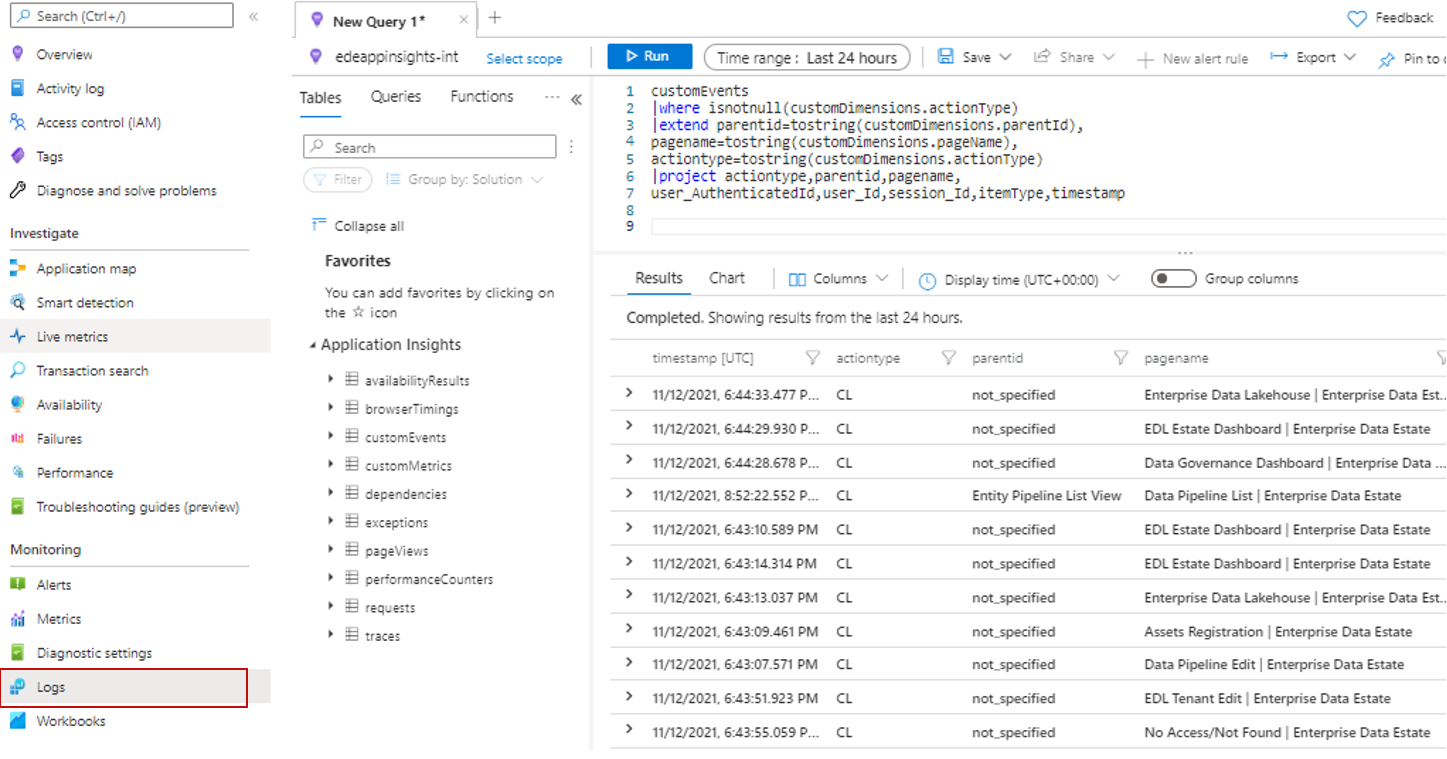 Search (Ctrl+/)
«
Overview
Activity log
Access control (IAM)
Tags
Diagnose and solve problems
Investigate
Application map
Smart detection
Live metrics
Transaction search
Availability
Failures
Performance
Troubleshooting guides (preview)
Monitoring
Alerts
Metrics
Diagnostic settings
Logs
Workbooks
New Query 1*
Feedback
edeappinsights-int
Select scope
Run
Time range : Last 24 hours
Save
Share
New alert rule
Export
Pin to
Tables
Queries
Functions
...
«
Search
Filter
Group by: Solution
Collapse all
Favorites
You can add favorites by clicking on
the ☆ icon
Application Insights
availabilityResults
browserTimings
customEvents
customMetrics
dependencies
exceptions
pageViews
performanceCounters
requests
traces
1 customEvents
2 |where isnotnull(customDimensions.actionType)
3 |extend parentid=tostring(customDimensions.parentId),
4 pagename=tostring(customDimensions.pageName),
5 actiontype=tostring(customDimensions.actionType)
6 |project actiontype,parentid,pagename,
7 user_AuthenticatedId,user_Id,session_Id,itemType,timestamp
8
9
Results
Chart
Columns
Display time (UTC+00:00)
Group columns
Completed. Showing results from the last 24 hours.
timestamp [UTC] actiontype parentid pagename
11/12/2021, 6:44:33.477 P... CL not_specified Enterprise Data Lakehouse | Enterprise Data Est...
11/12/2021, 6:44:29.930 P... CL not_specified EDL Estate Dashboard | Enterprise Data Estate
11/12/2021, 6:44:28.678 P... CL not_specified Data Governance Dashboard | Enterprise Data ...
11/12/2021, 8:52:22.552 P... CL Entity Pipeline List View Data Pipeline List | Enterprise Data Estate
11/12/2021, 6:43:10.589 PM CL not_specified EDL Estate Dashboard | Enterprise Data Estate
11/12/2021, 6:43:14.314 PM CL not_specified EDL Estate Dashboard | Enterprise Data Estate
11/12/2021, 6:43:13.037 PM CL not_specified Enterprise Data Lakehouse | Enterprise Data Est...
11/12/2021, 6:43:09.461 PM CL not_specified Assets Registration | Enterprise Data Estate
11/12/2021, 6:43:07.571 PM CL not_specified Data Pipeline Edit | Enterprise Data Estate
11/12/2021, 6:43:51.923 PM CL not_specified EDL Tenant Edit | Enterprise Data Estate
11/12/2021, 6:43:55.059 P... CL not_specified No Access/Not Found | Enterprise Data Estate